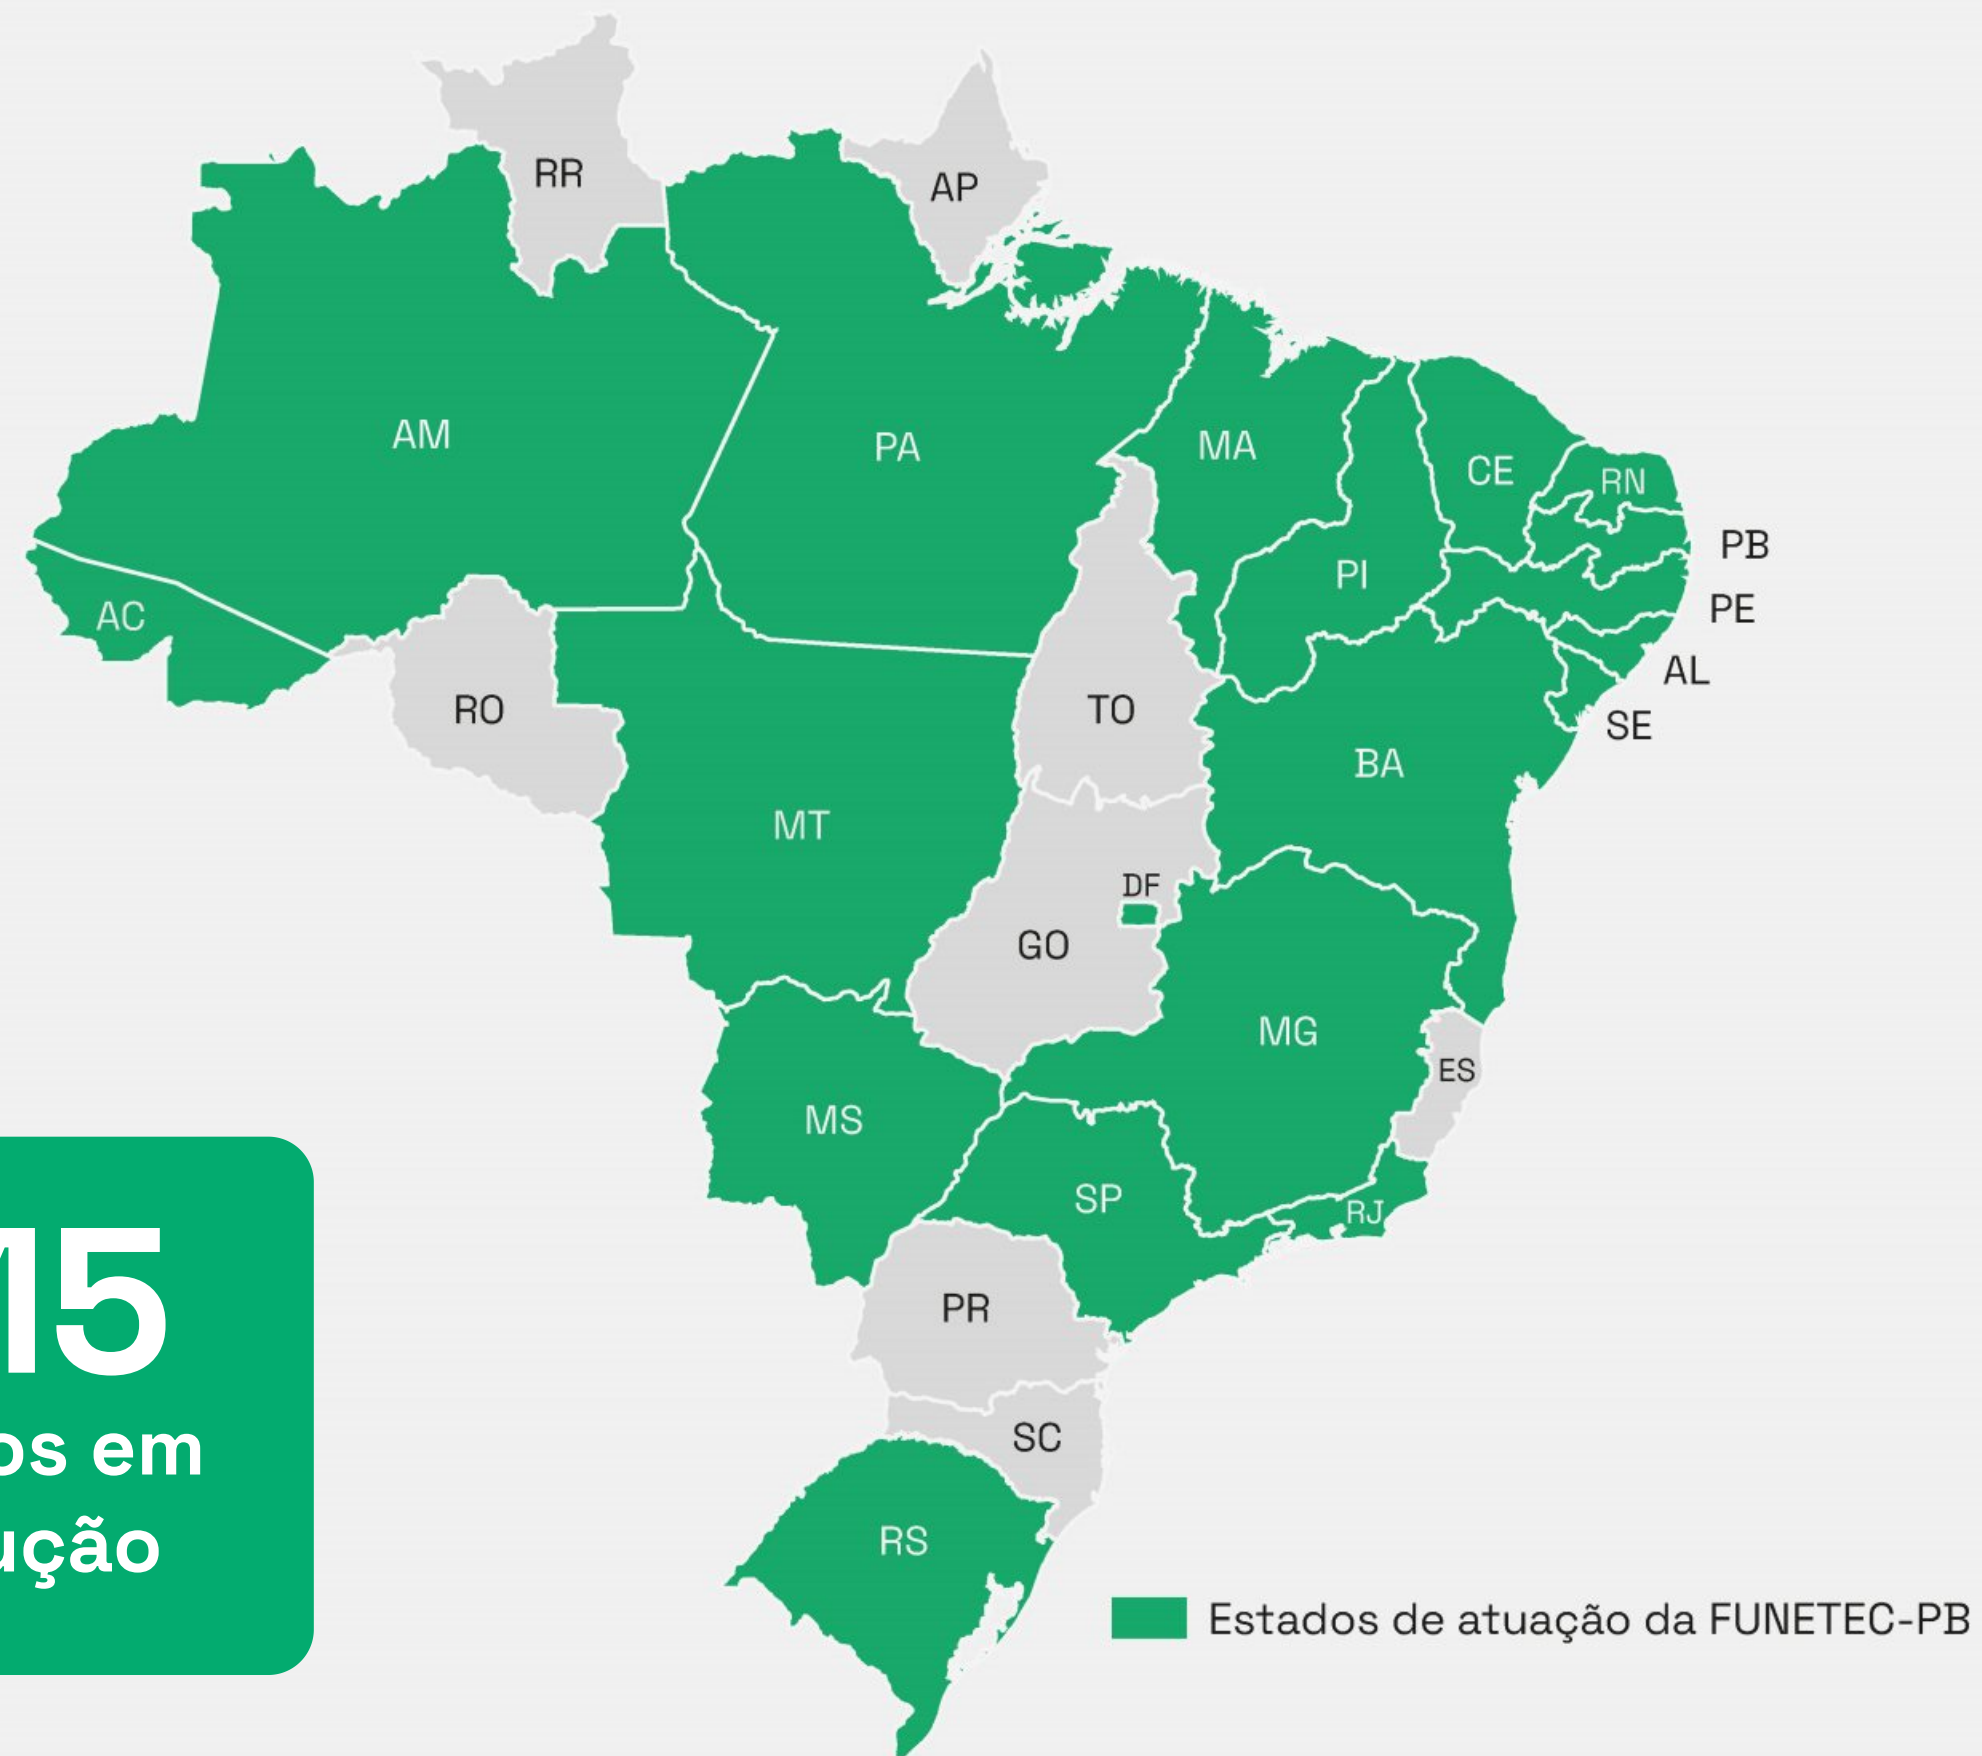 RR
AP
AM
PA
MA
CE
RN
PB
PI
PE
AC
AL
RO
TO
SE
BA
MT
DF
GO
MG
ES
MS
SP
RJ
PR
SC
RS
15
os em
ução
Estados de atuação da FUNETEC-PB